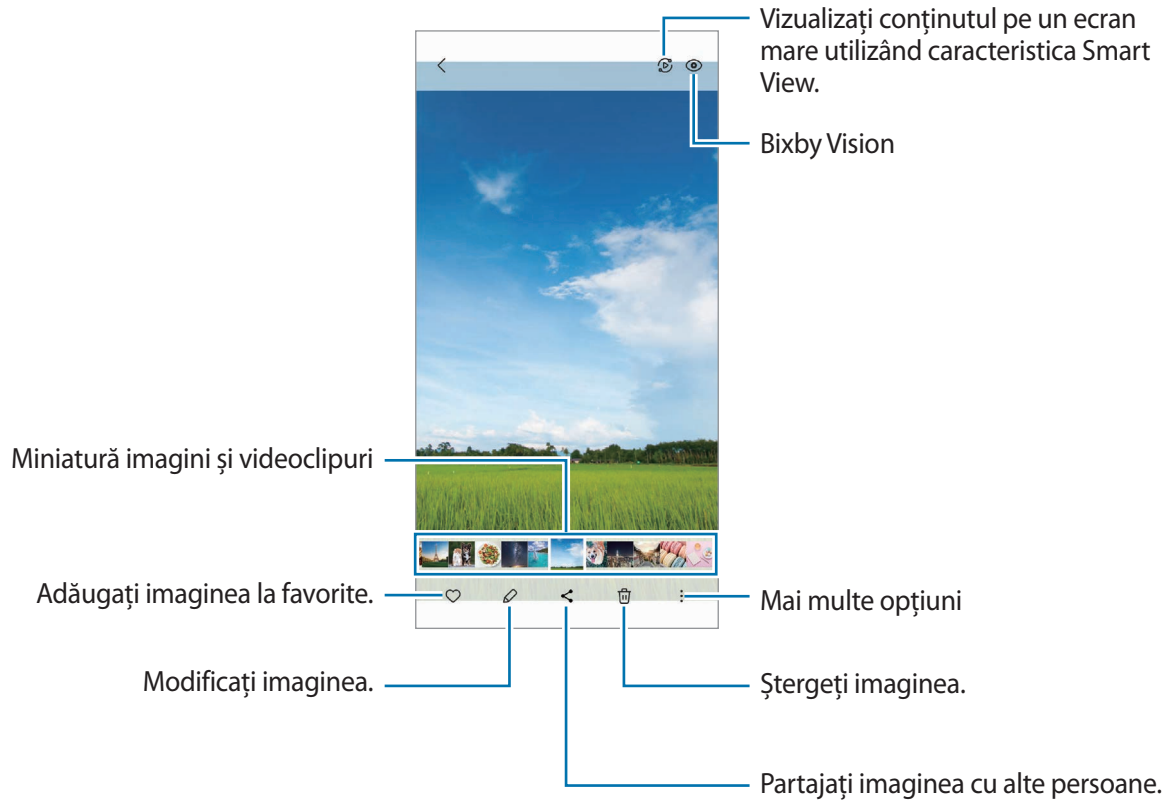 Vizualizați conținutul pe un ecran
mare utilizând caracteristica Smart
View.
Bixby Vision
Miniatură imagini și videoclipuri
Adăugați imaginea la favorite.
Mai multe opțiuni
Modificați imaginea.
Ștergeți imaginea.
Partajați imaginea cu alte persoane.